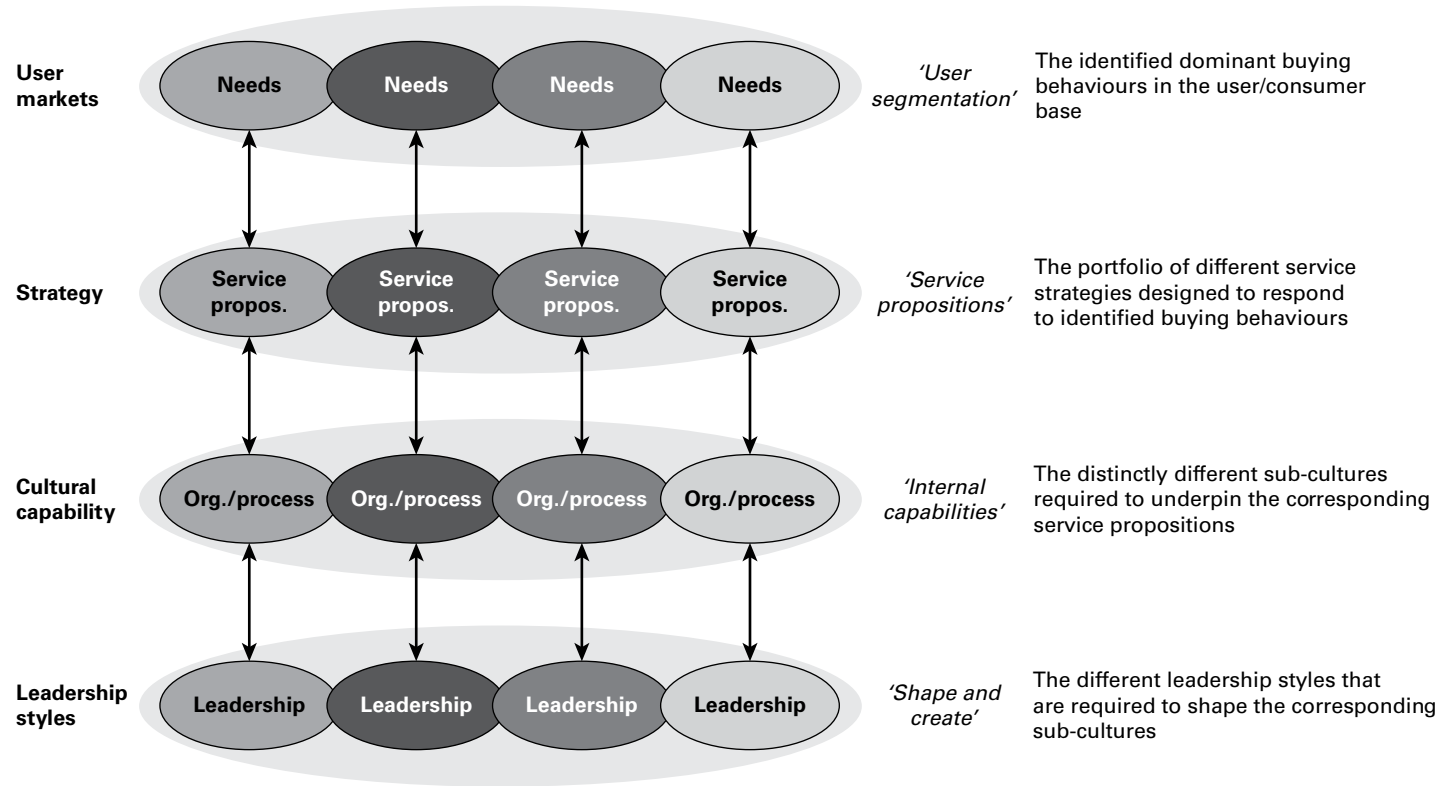 User
markets
Needs
Needs
Needs
Needs
‘User
segmentation’
The identified dominant buying
behaviours in the user/consumer
base
Strategy
Service
propos.
Service
propos.
Service
propos.
Service
propos.
‘Service
propositions’
The portfolio of different service
strategies designed to respond
to identified buying behaviours
Cultural
capability
Org./process
Org./process
Org./process
Org./process
‘Internal
capabilities’
The distinctly different sub-cultures
required to underpin the corresponding
service propositions
Leadership
styles
Leadership
Leadership
Leadership
Leadership
‘Shape and
create’
The different leadership styles that
are required to shape the corresponding
sub-cultures